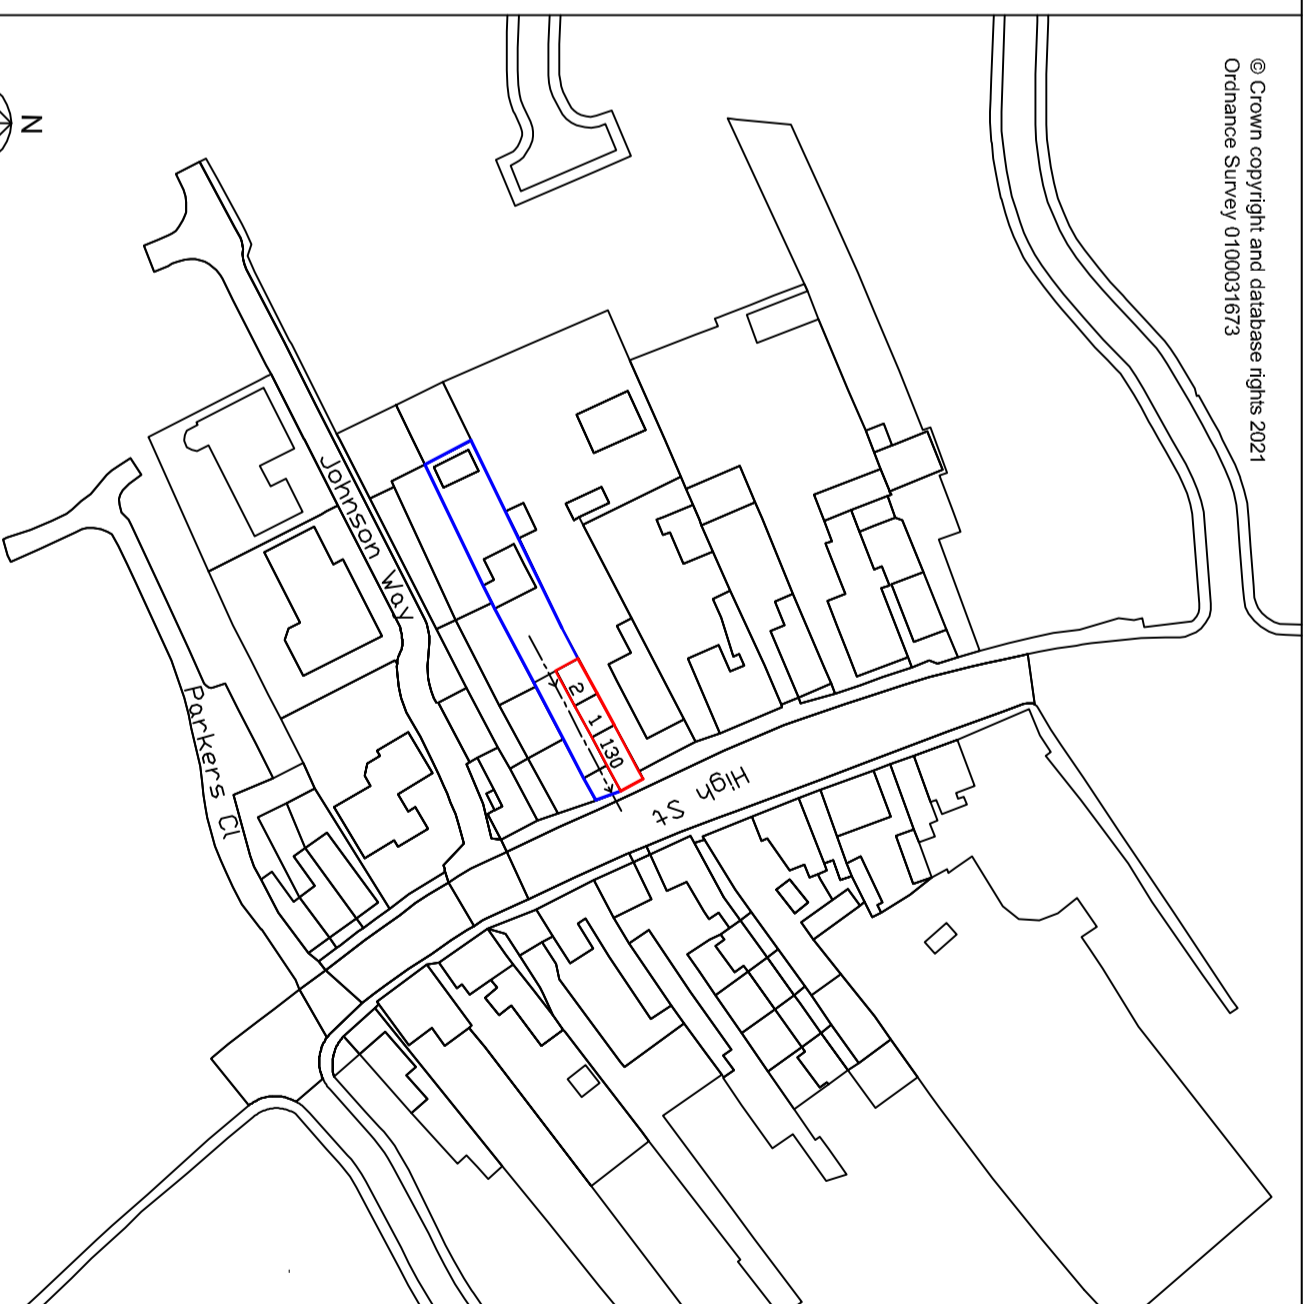 © Crown copyright and database rights 2021
Ordnance Survey 0100031673
N
Johnson Way
Parkers Cl
High St
2
1
130